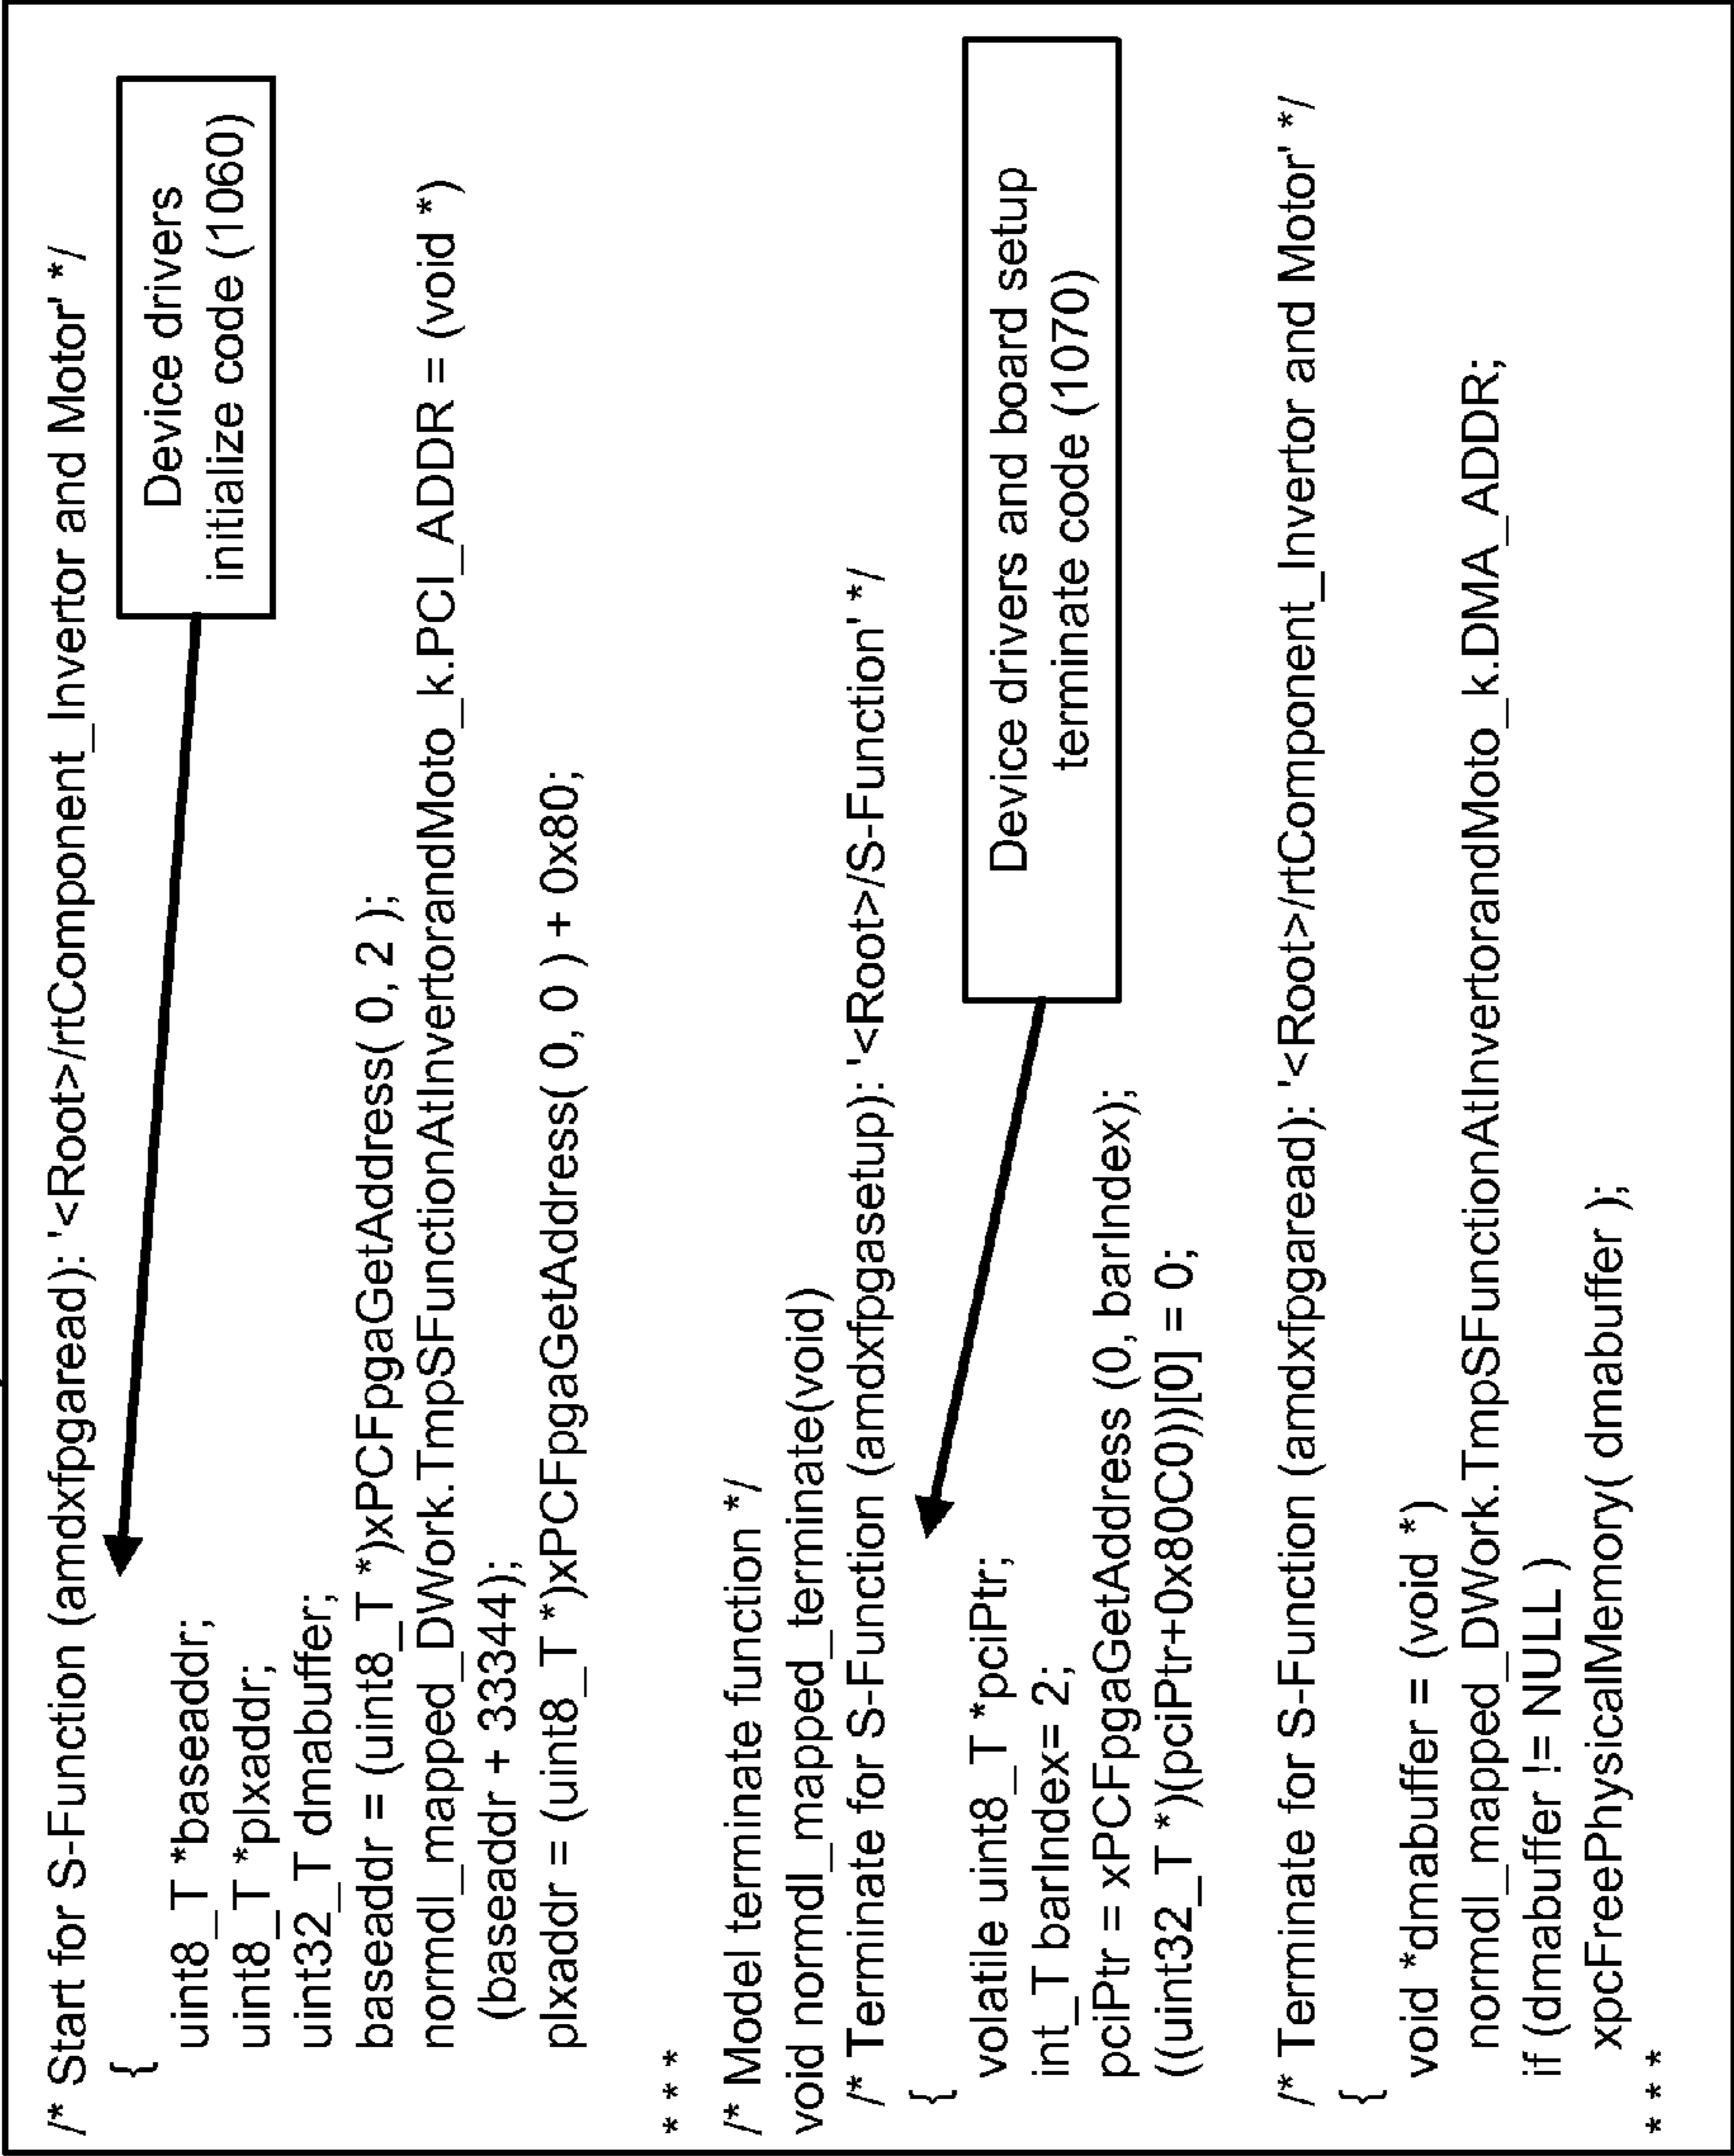 /* Start for S-Function (amdxfpgaread): '<Root>/rtComponent_Invertor and Motor' */
{
Device drivers
initialize code (1060)
uint8_T *baseaddr;
uint8_T *plxaddr;
uint32_T dmabuffer;
baseaddr = (uint8_T *)xPCFpgaGetAddress( 0, 2 );
normdl_mapped_DWork.TmpSFunctionAtInvertorandMoto_k.PCI_ADDR = (void *)
(baseaddr + 33344);
plxaddr = (uint8_T *)xPCFpgaGetAddress( 0, 0 ) + 0x80;
* * *
/* Model terminate function */
void normdl_mapped_terminate(void)
/* Terminate for S-Function (amdxfpgasetup): '<Root>/S-Function' */
{
Device drivers and board setup
terminate code (1070)
volatile uint8_T *pciPtr;
int_T barIndex= 2;
pciPtr = xPCFpgaGetAddress (0, barIndex);
((uint32_T *)(pciPtr+0x80C0))[0] = 0;
/* Terminate for S-Function (amdxfpgaread): '<Root>/rtComponent_Invertor and Motor' */
{
void *dmabuffer = (void *)
normdl_mapped_DWork.TmpSFunctionAtInvertorandMoto_k.DMA_ADDR;
if (dmabuffer != NULL )
xpcFreePhysicalMemory( dmabuffer );
* * *